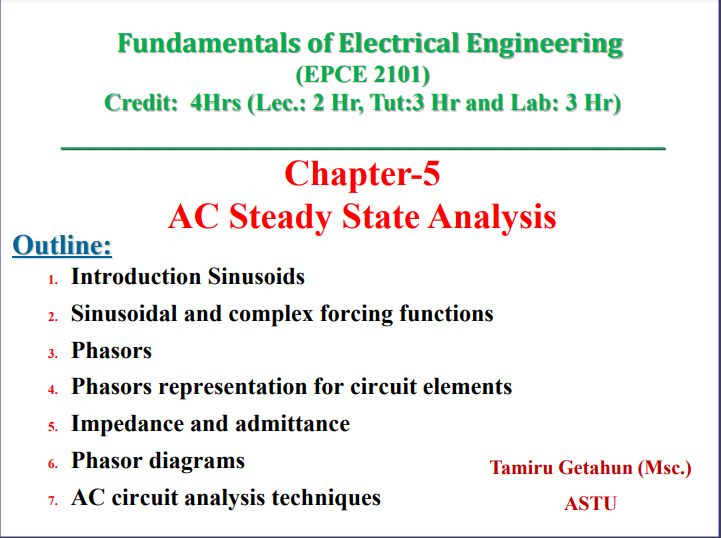 Fundamentals of Electrical Engineering
(EPCE 2101)
Credit: 4Hrs (Lec.: 2 Hr, Tut:3 Hr and Lab: 3 Hr)
Chapter-5
AC Steady State Analysis
Outline:
1. Introduction Sinusoids
2. Sinusoidal and complex forcing functions
3. Phasors
4. Phasors representation for circuit elements
5. Impedance and admittance
6. Phasor diagrams
7. AC circuit analysis techniques
Tamiru Getahun (Msc.)
ASTU